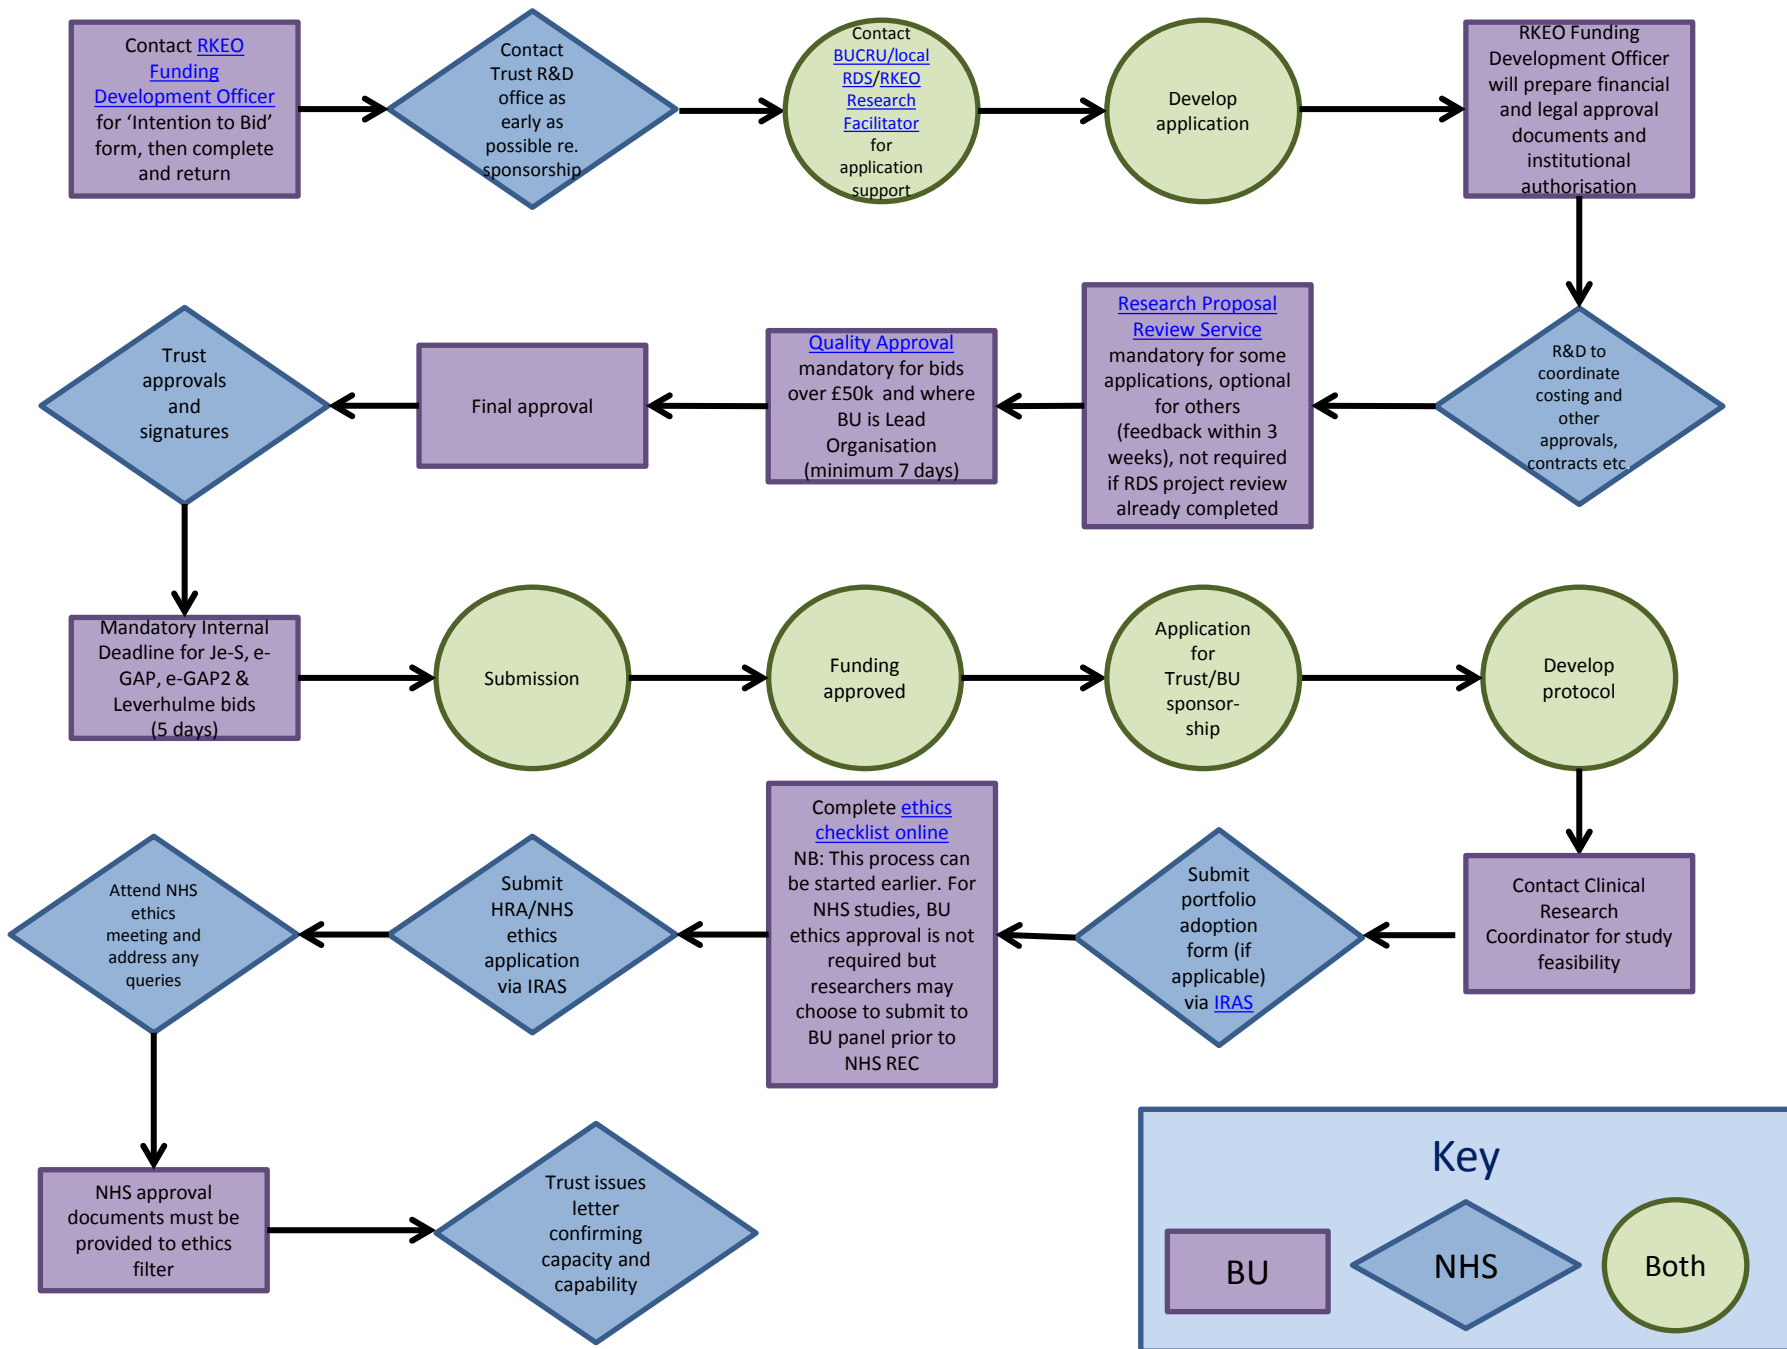 Contact RKEO
Funding
Development Officer
for ‘Intention to Bid’
form, then complete
and return
Contact
Trust R&D
office as
early as
possible re.
sponsorship
Contact
BUCRU/local
RDS/RKEO
Research
Facilitator
for
application
support
Develop
application
RKEO Funding
Development Officer
will prepare financial
and legal approval
documents and
institutional
authorisation
R&D to
coordinate
costing and
other
approvals,
contracts etc.
Research Proposal
Review Service
mandatory for some
applications, optional
for others
(feedback within 3
weeks), not required
if RDS project review
already completed
Quality Approval
mandatory for bids
over £50k and where
BU is Lead
Organisation
(minimum 7 days)
Final approval
Trust
approvals
and
signatures
Mandatory Internal
Deadline for Je-S, e-
GAP, e-GAP2 &
Leverhulme bids
(5 days)
Submission
Funding
approved
Application
for
Trust/BU
sponsor-
ship
Develop
protocol
Contact Clinical
Research
Coordinator for study
feasibility
Submit
portfolio
adoption
form (if
applicable)
via IRAS
Complete ethics
checklist online
NB: This process can
be started earlier. For
NHS studies, BU
ethics approval is not
required but
researchers may
choose to submit to
BU panel prior to
NHS REC
Submit
HRA/NHS
ethics
application
via IRAS
Attend NHS
ethics
meeting and
address any
queries
NHS approval
documents must be
provided to ethics
filter
Trust issues
letter
confirming
capacity and
capability
Key
BU
NHS
Both